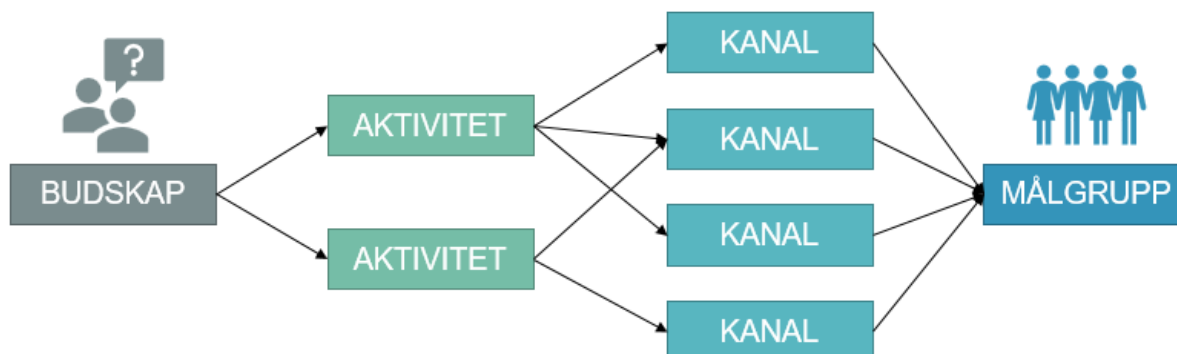 ?
BUDSKAP
AKTIVITET
AKTIVITET
KANAL
KANAL
KANAL
KANAL
MÅLGRUPP